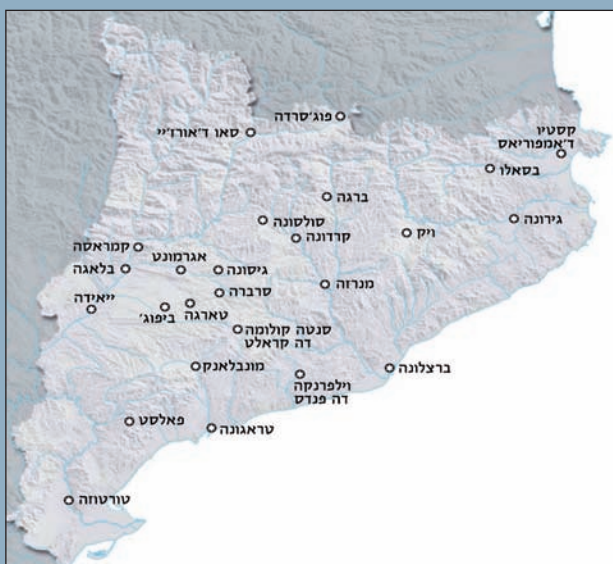 פוג'סרדה
סאו ד'אורז'יי
קסטיו
ד'אמפוריאס
בסאלו
ברגה
סולסונה
קרדונה
ויק
גירונה
קמראסה
אגרמונט
בלאגה
גיסונה
מנרזה
סרברה
ייאידה
ביפוג'
טארגה
סנטה קולומה
דה קראלט
מונבלאנק
וילפרנקה
דה פנדס
ברצלונה
פאלסט
טראגונה
טורטוזה